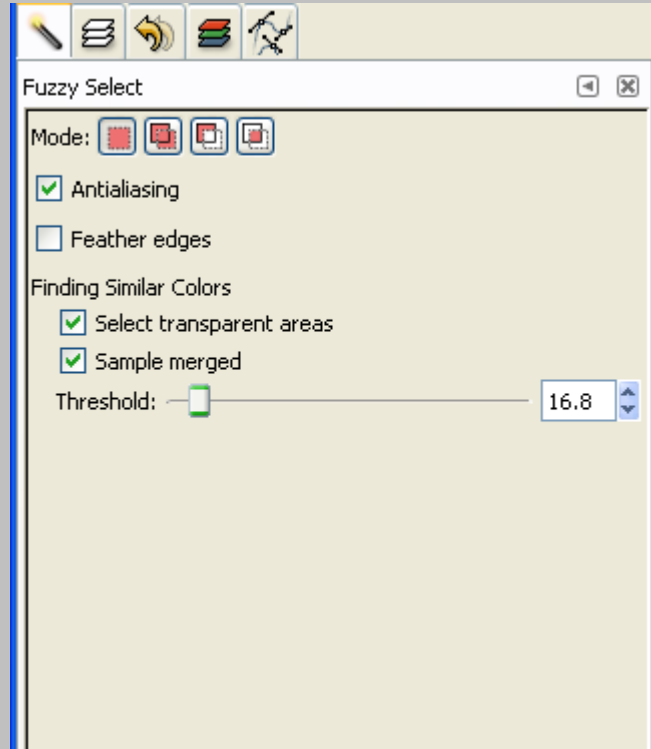 Fuzzy Select
Mode:
Antialiasing
Feather edges
Finding Similar Colors
Select transparent areas
Sample merged
Threshold: 16.8